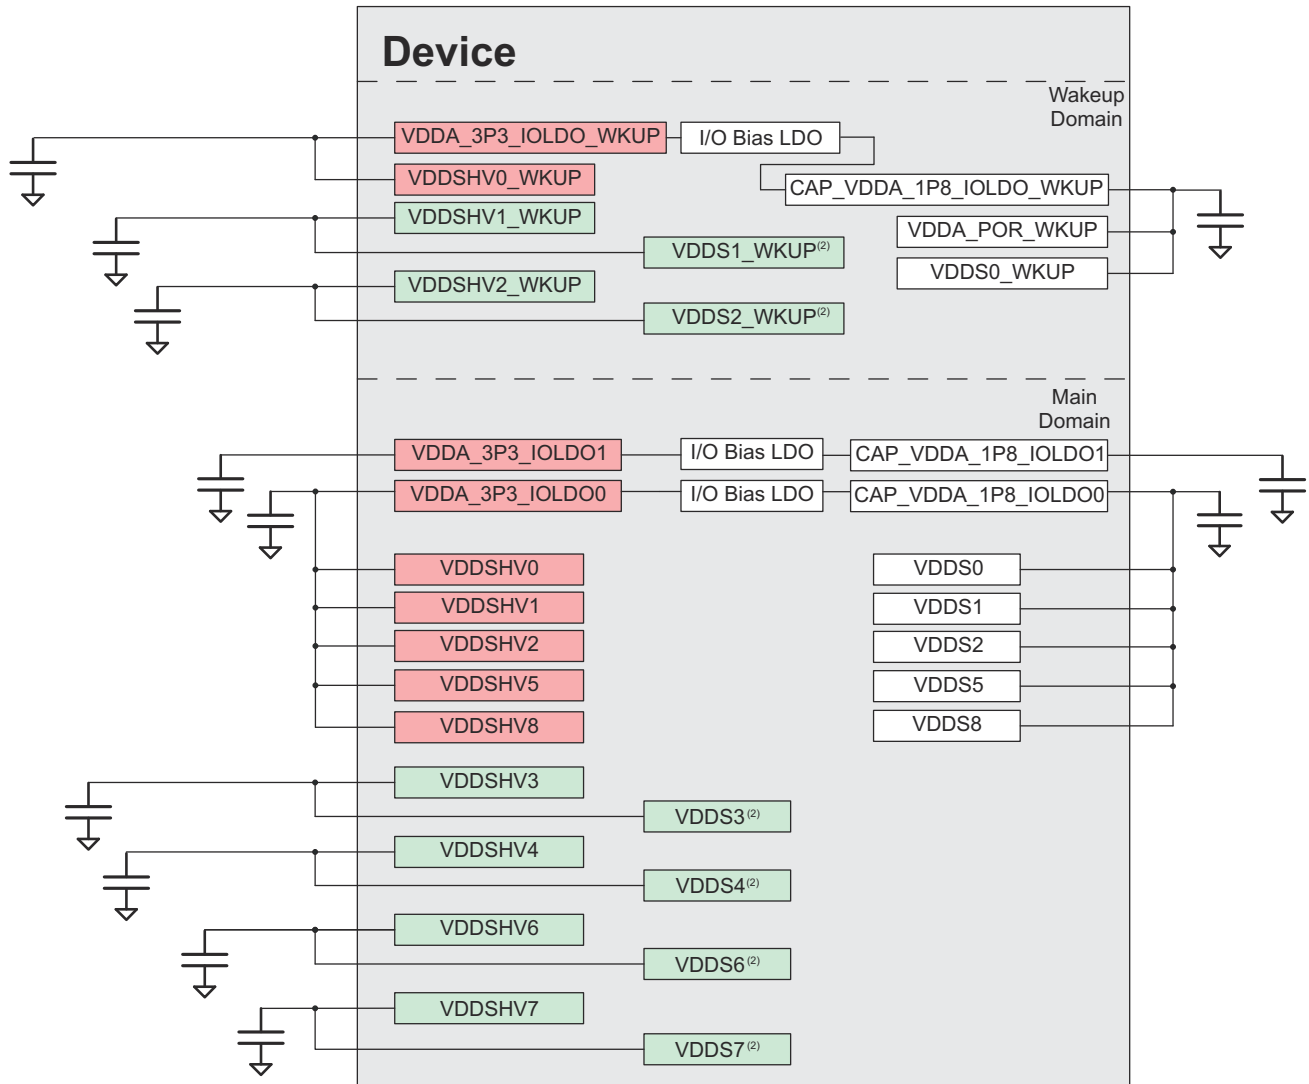 Device
Wakeup
Domain
VDDA_3P3_IOLDO_WKUP
I/O Bias LDO
VDDSHV0_WKUP
CAP_VDDA_1P8_IOLDO_WKUP
VDDSHV1_WKUP
VDDA_POR_WKUP
VDDS1_WKUP(2)
VDDS0_WKUP
VDDSHV2_WKUP
VDDS2_WKUP(2)
Main
Domain
VDDA_3P3_IOLDO1
I/O Bias LDO
CAP_VDDA_1P8_IOLDO1
VDDA_3P3_IOLDO0
I/O Bias LDO
CAP_VDDA_1P8_IOLDO0
VDDSHV0
VDDS0
VDDSHV1
VDDS1
VDDSHV2
VDDS2
VDDSHV5
VDDS5
VDDSHV8
VDDS8
VDDSHV3
VDDS3(2)
VDDSHV4
VDDS4(2)
VDDSHV6
VDDS6(2)
VDDSHV7
VDDS7(2)